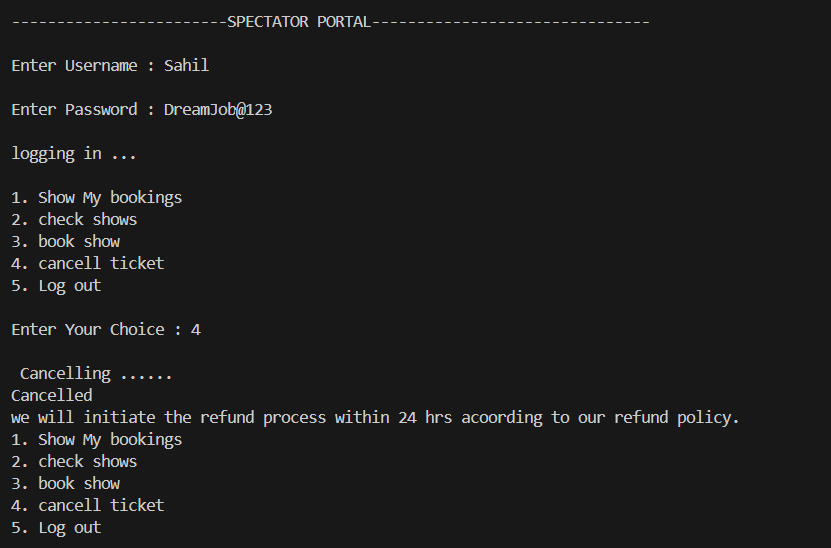 ------------------------SPECTATOR PORTAL-------------------------------
Enter Username : Sahil
Enter Password : DreamJob@123
logging in ...
1. Show My bookings
2. check shows
3. book show
4. cancell ticket
5. Log out
Enter Your Choice : 4
Cancelling ......
Cancelled
we will initiate the refund process within 24 hrs acoording to our refund policy.
1. Show My bookings
2. check shows
3. book show
4. cancell ticket
5. Log out